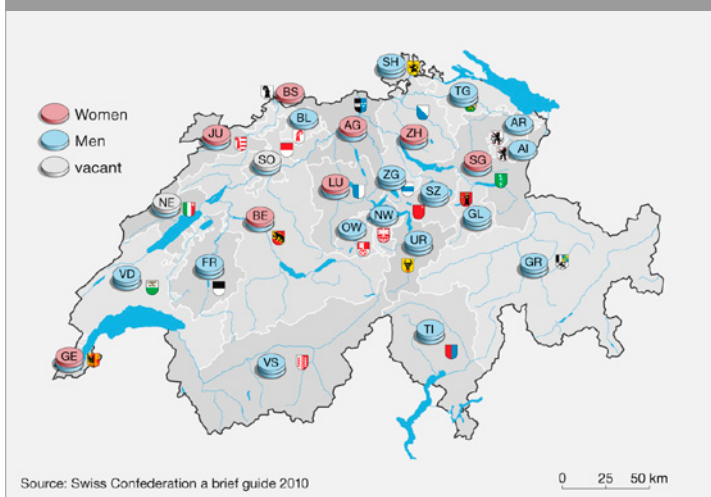 SH
TG
BS
Women
BL
AR
Men
JU
AG
ZH
AI
vacant
SO
SG
LU
ZG
SZ
NE
BE
NW
GL
OW
UR
FR
GR
VD
TI
GE
VS
Source: Swiss Confederation a brief guide 2010
0 25 50 km